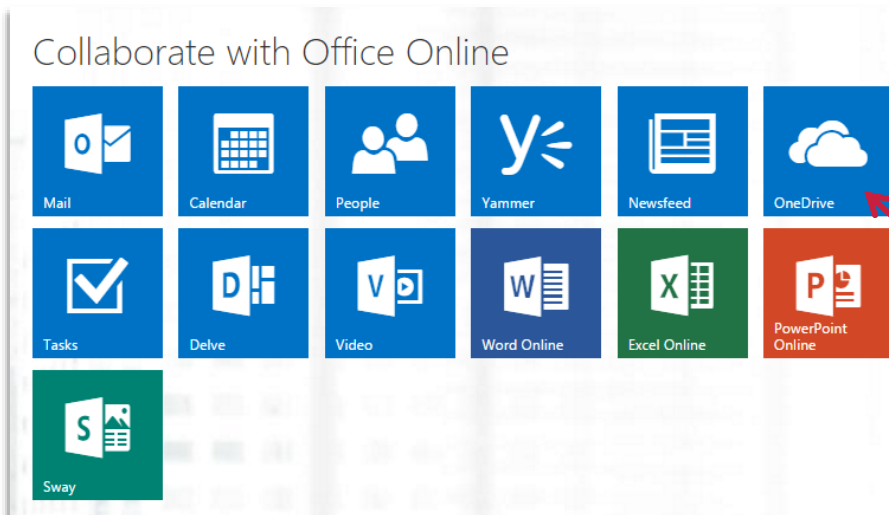 Collaborate with Office Online
O
Mail
Calendar
People
y
Yammer
Newsfeed
OneDrive
Tasks
D
Delve
V
Video
W
Word Online
X
Excel Online
P
PowerPoint
Online
S
Sway